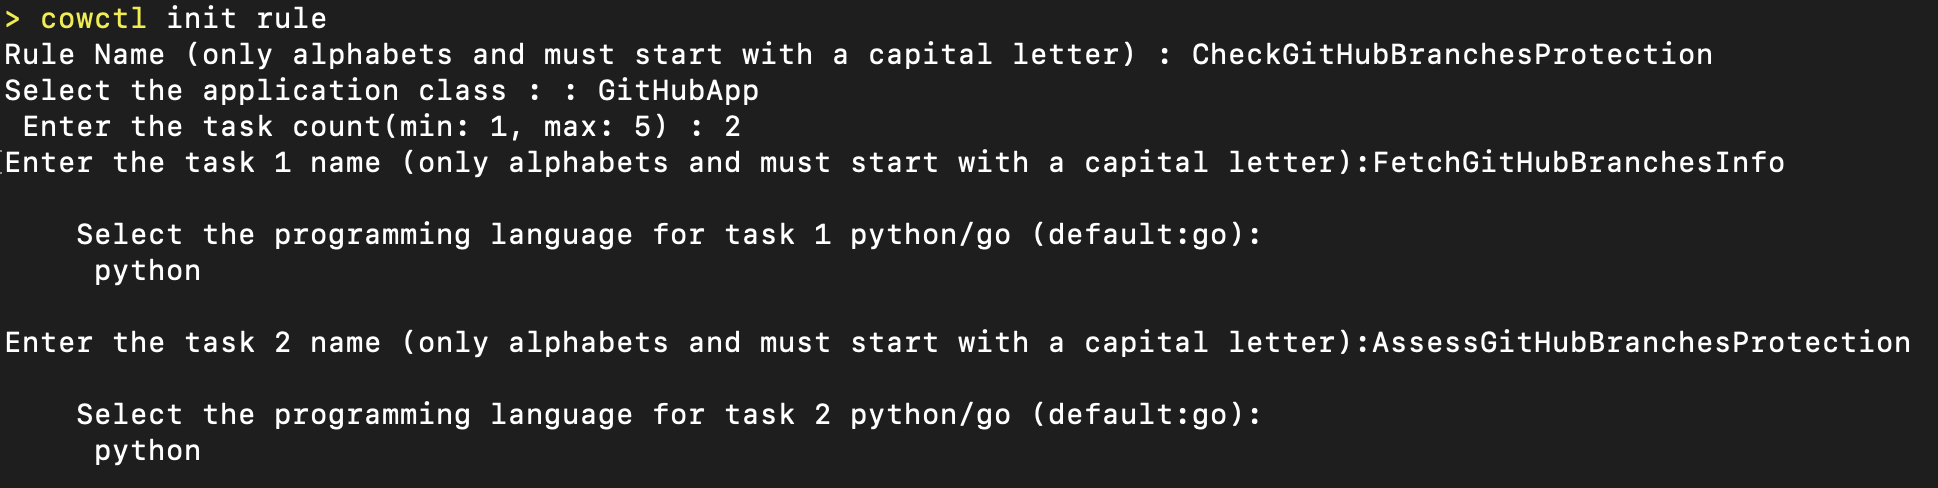 > cowctl init rule
Rule Name (only alphabets and must start with a capital letter) : CheckGitHubBranchesProtection
Select the application class : : GitHubApp
Enter the task count(min: 1, max: 5) : 2
Enter the task 1 name (only alphabets and must start with a capital letter):FetchGitHubBranchesInfo
Select the programming language for task 1 python/go (default:go):
python
Enter the task 2 name (only alphabets and must start with a capital letter):AssessGitHubBranchesProtection
Select the programming language for task 2 python/go (default:go):
python